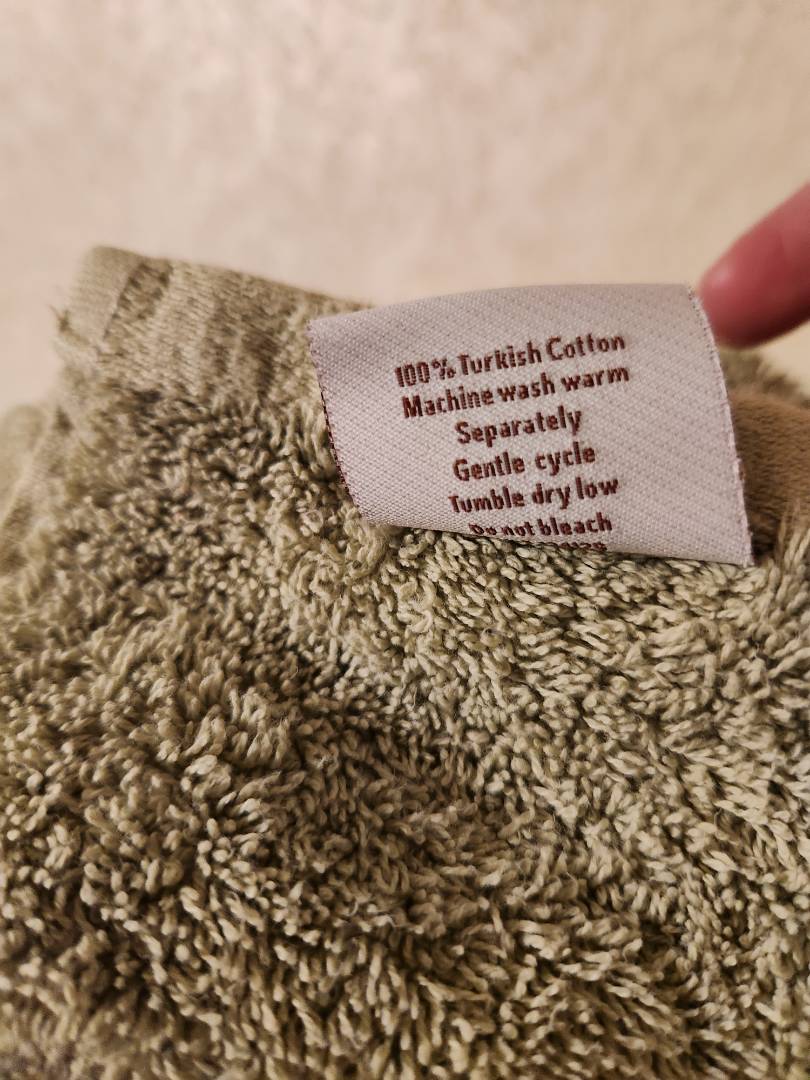 100% Turkish Cotton
Machine wash warm
Separately
Gentle cycle
Tumble dry low
Do not bleach